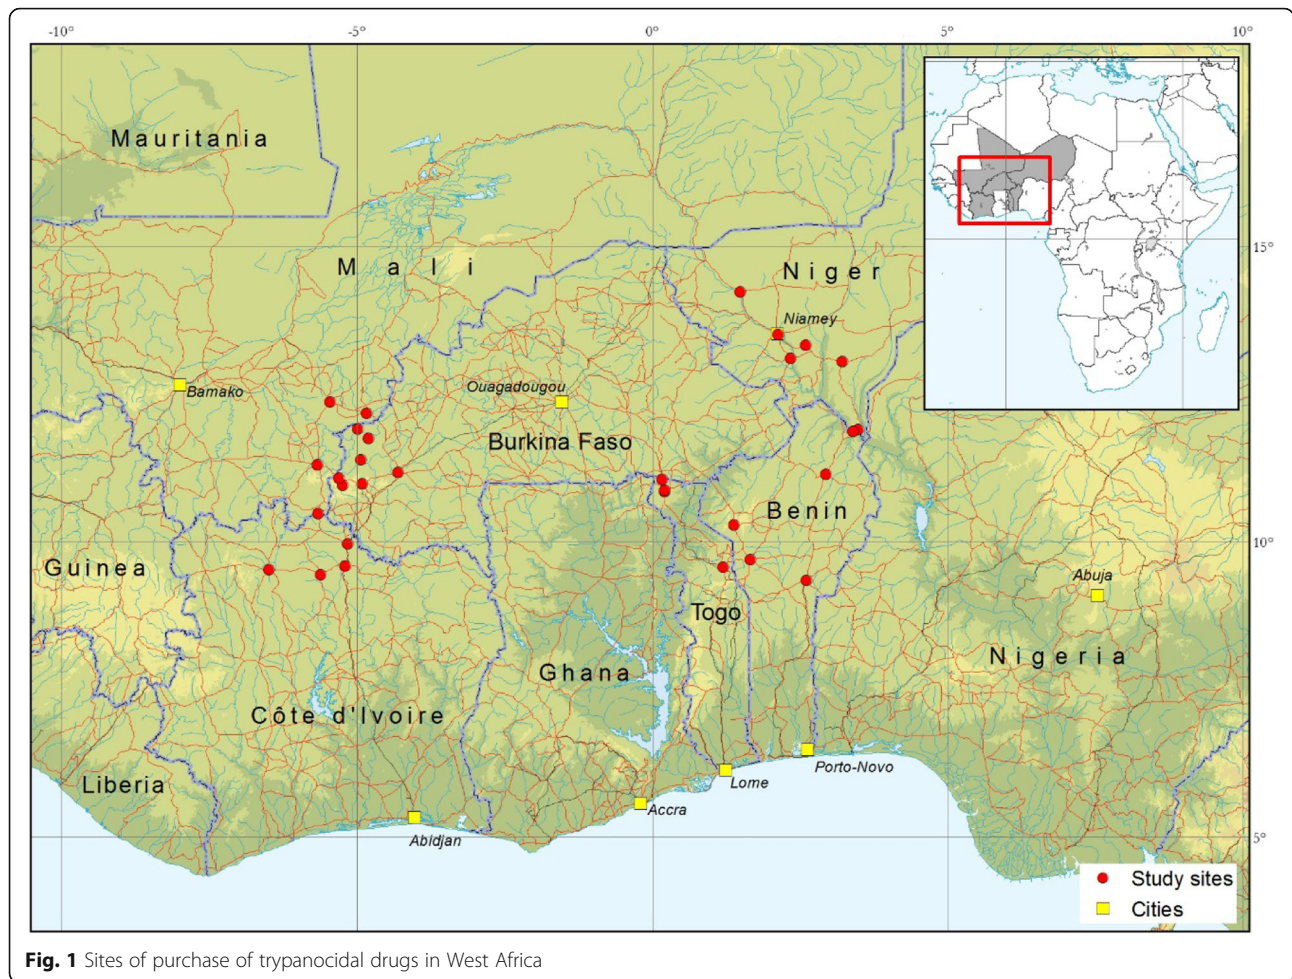 -10°
-5°
0°
5°
10°
Mauritania
Mali
15°
Niger
Niamey
Bamako
Ouagadougou
Burkina Faso
Benin
10°
Guinea
Abuja
Togo
Nigeria
Ghana
Côte d'Ivoire
Liberia
Porto-Novo
Lome
Accra
Abidjan
5°
Study sites
Cities
Fig. 1 Sites of purchase of trypanocidal drugs in West Africa